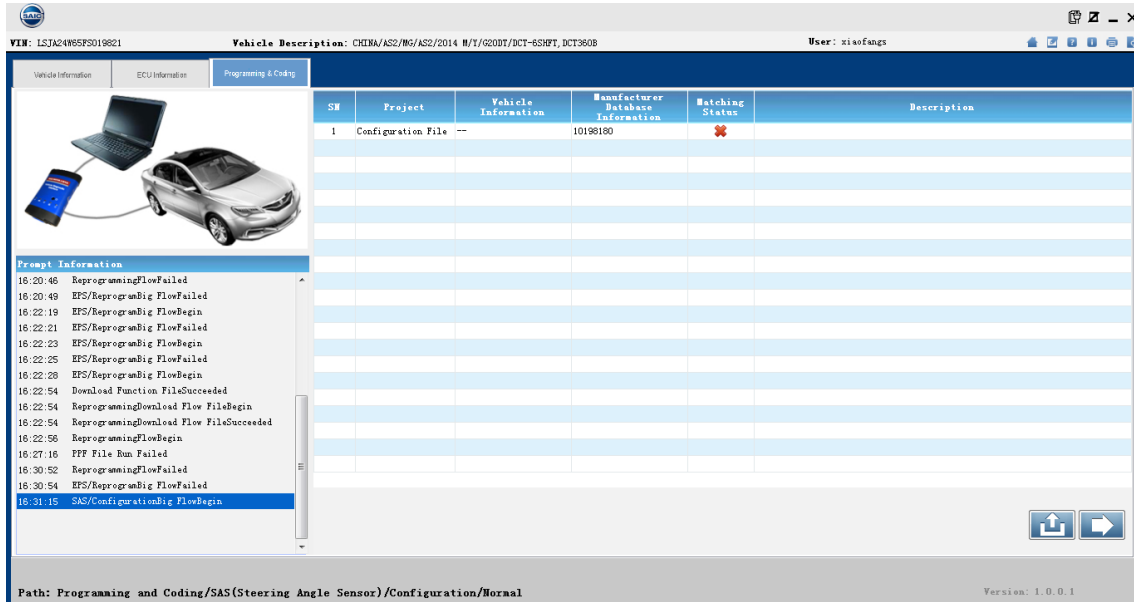 SAIC
VIN: LSJA24W65FS019821 Vehicle Description: CHINA/AS2/MG/AS2/2014 M/Y/G20DT/DCT-6SHFT,DCT360B User: xiaofangs
Vehicle Information ECU Information Programming & Coding
SN Project Vehicle Information Manufacturer Database Information Matching Status Description
1 Configuration File -- 10198180
Prompt Information
16:20:46 ReprogrammingFlowFailed
16:20:49 EPS/ReprogramBig FlowFailed
16:22:19 EPS/ReprogramBig FlowBegin
16:22:21 EPS/ReprogramBig FlowFailed
16:22:23 EPS/ReprogramBig FlowBegin
16:22:25 EPS/ReprogramBig FlowFailed
16:22:28 EPS/ReprogramBig FlowBegin
16:22:54 Download Function FileSucceeded
16:22:54 ReprogrammingDownload Flow FileBegin
16:22:54 ReprogrammingDownload Flow FileSucceeded
16:22:56 ReprogrammingFlowBegin
16:27:16 PPF File Run Failed
16:30:52 ReprogrammingFlowFailed
16:30:54 EPS/ReprogramBig FlowFailed
16:31:15 SAS/ConfigurationBig FlowBegin
Path: Programming and Coding/SAS(Steering Angle Sensor)/Configuration/Normal Version: 1.0.0.1